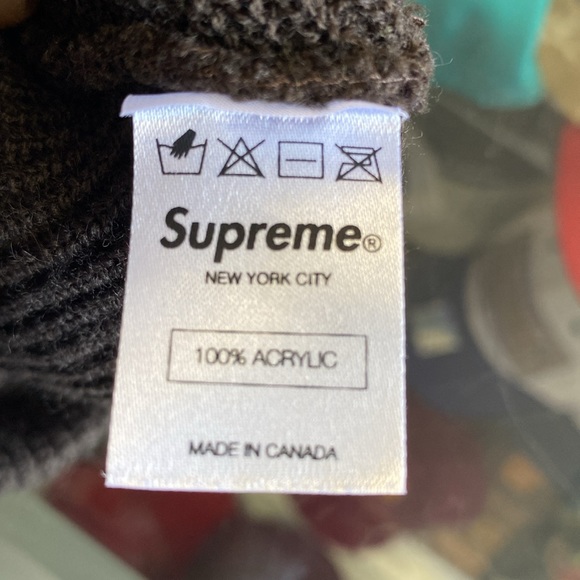 Supreme®
NEW YORK CITY
100% ACRYLIC
MADE IN CANADA